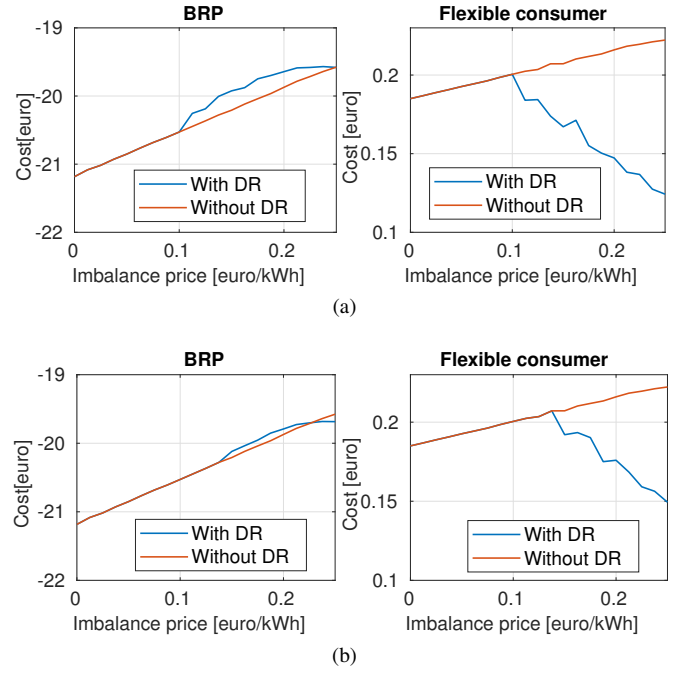 BRP
Flexible consumer
-19
-20
-21
-22
Cost[euro]
0
0.1
0.2
Imbalance price [euro/kWh]
With DR
Without DR
0.2
0.15
0.1
Cost [euro]
0
0.1
0.2
Imbalance price [euro/kWh]
With DR
Without DR
(a)
BRP
Flexible consumer
-19
-20
-21
-22
Cost[euro]
0
0.1
0.2
Imbalance price [euro/kWh]
With DR
Without DR
0.2
0.15
0.1
Cost [euro]
0
0.1
0.2
Imbalance price [euro/kWh]
With DR
Without DR
(b)